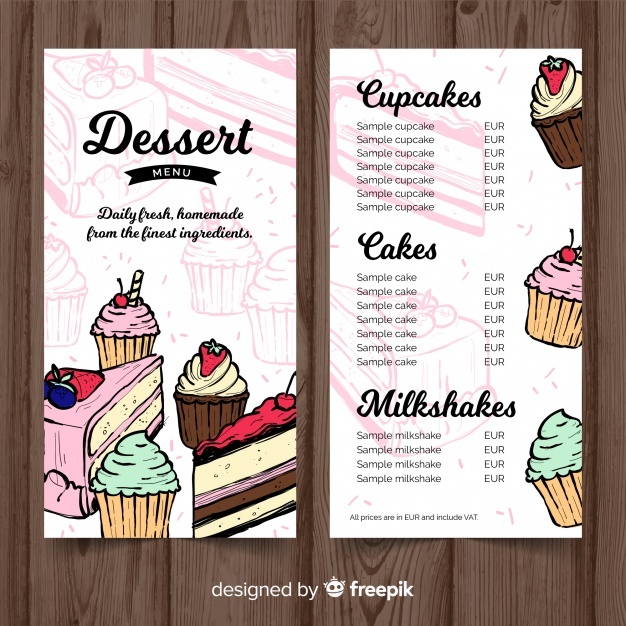 Dessert
MENU
Daily fresh, homemade
from the finest ingredients.
Cupcakes
Sample cupcake EUR
Sample cupcake EUR
Sample cupcake EUR
Sample cupcake EUR
Sample cupcake EUR
Sample cupcake EUR
Sample cupcake EUR
Cakes
Sample cake EUR
Sample cake EUR
Sample cake EUR
Sample cake EUR
Sample cake EUR
Sample cake EUR
Sample cake EUR
Milkshakes
Sample milkshake EUR
Sample milkshake EUR
Sample milkshake EUR
Sample milkshake EUR
All prices are in EUR and include VAT.
designed by freepik